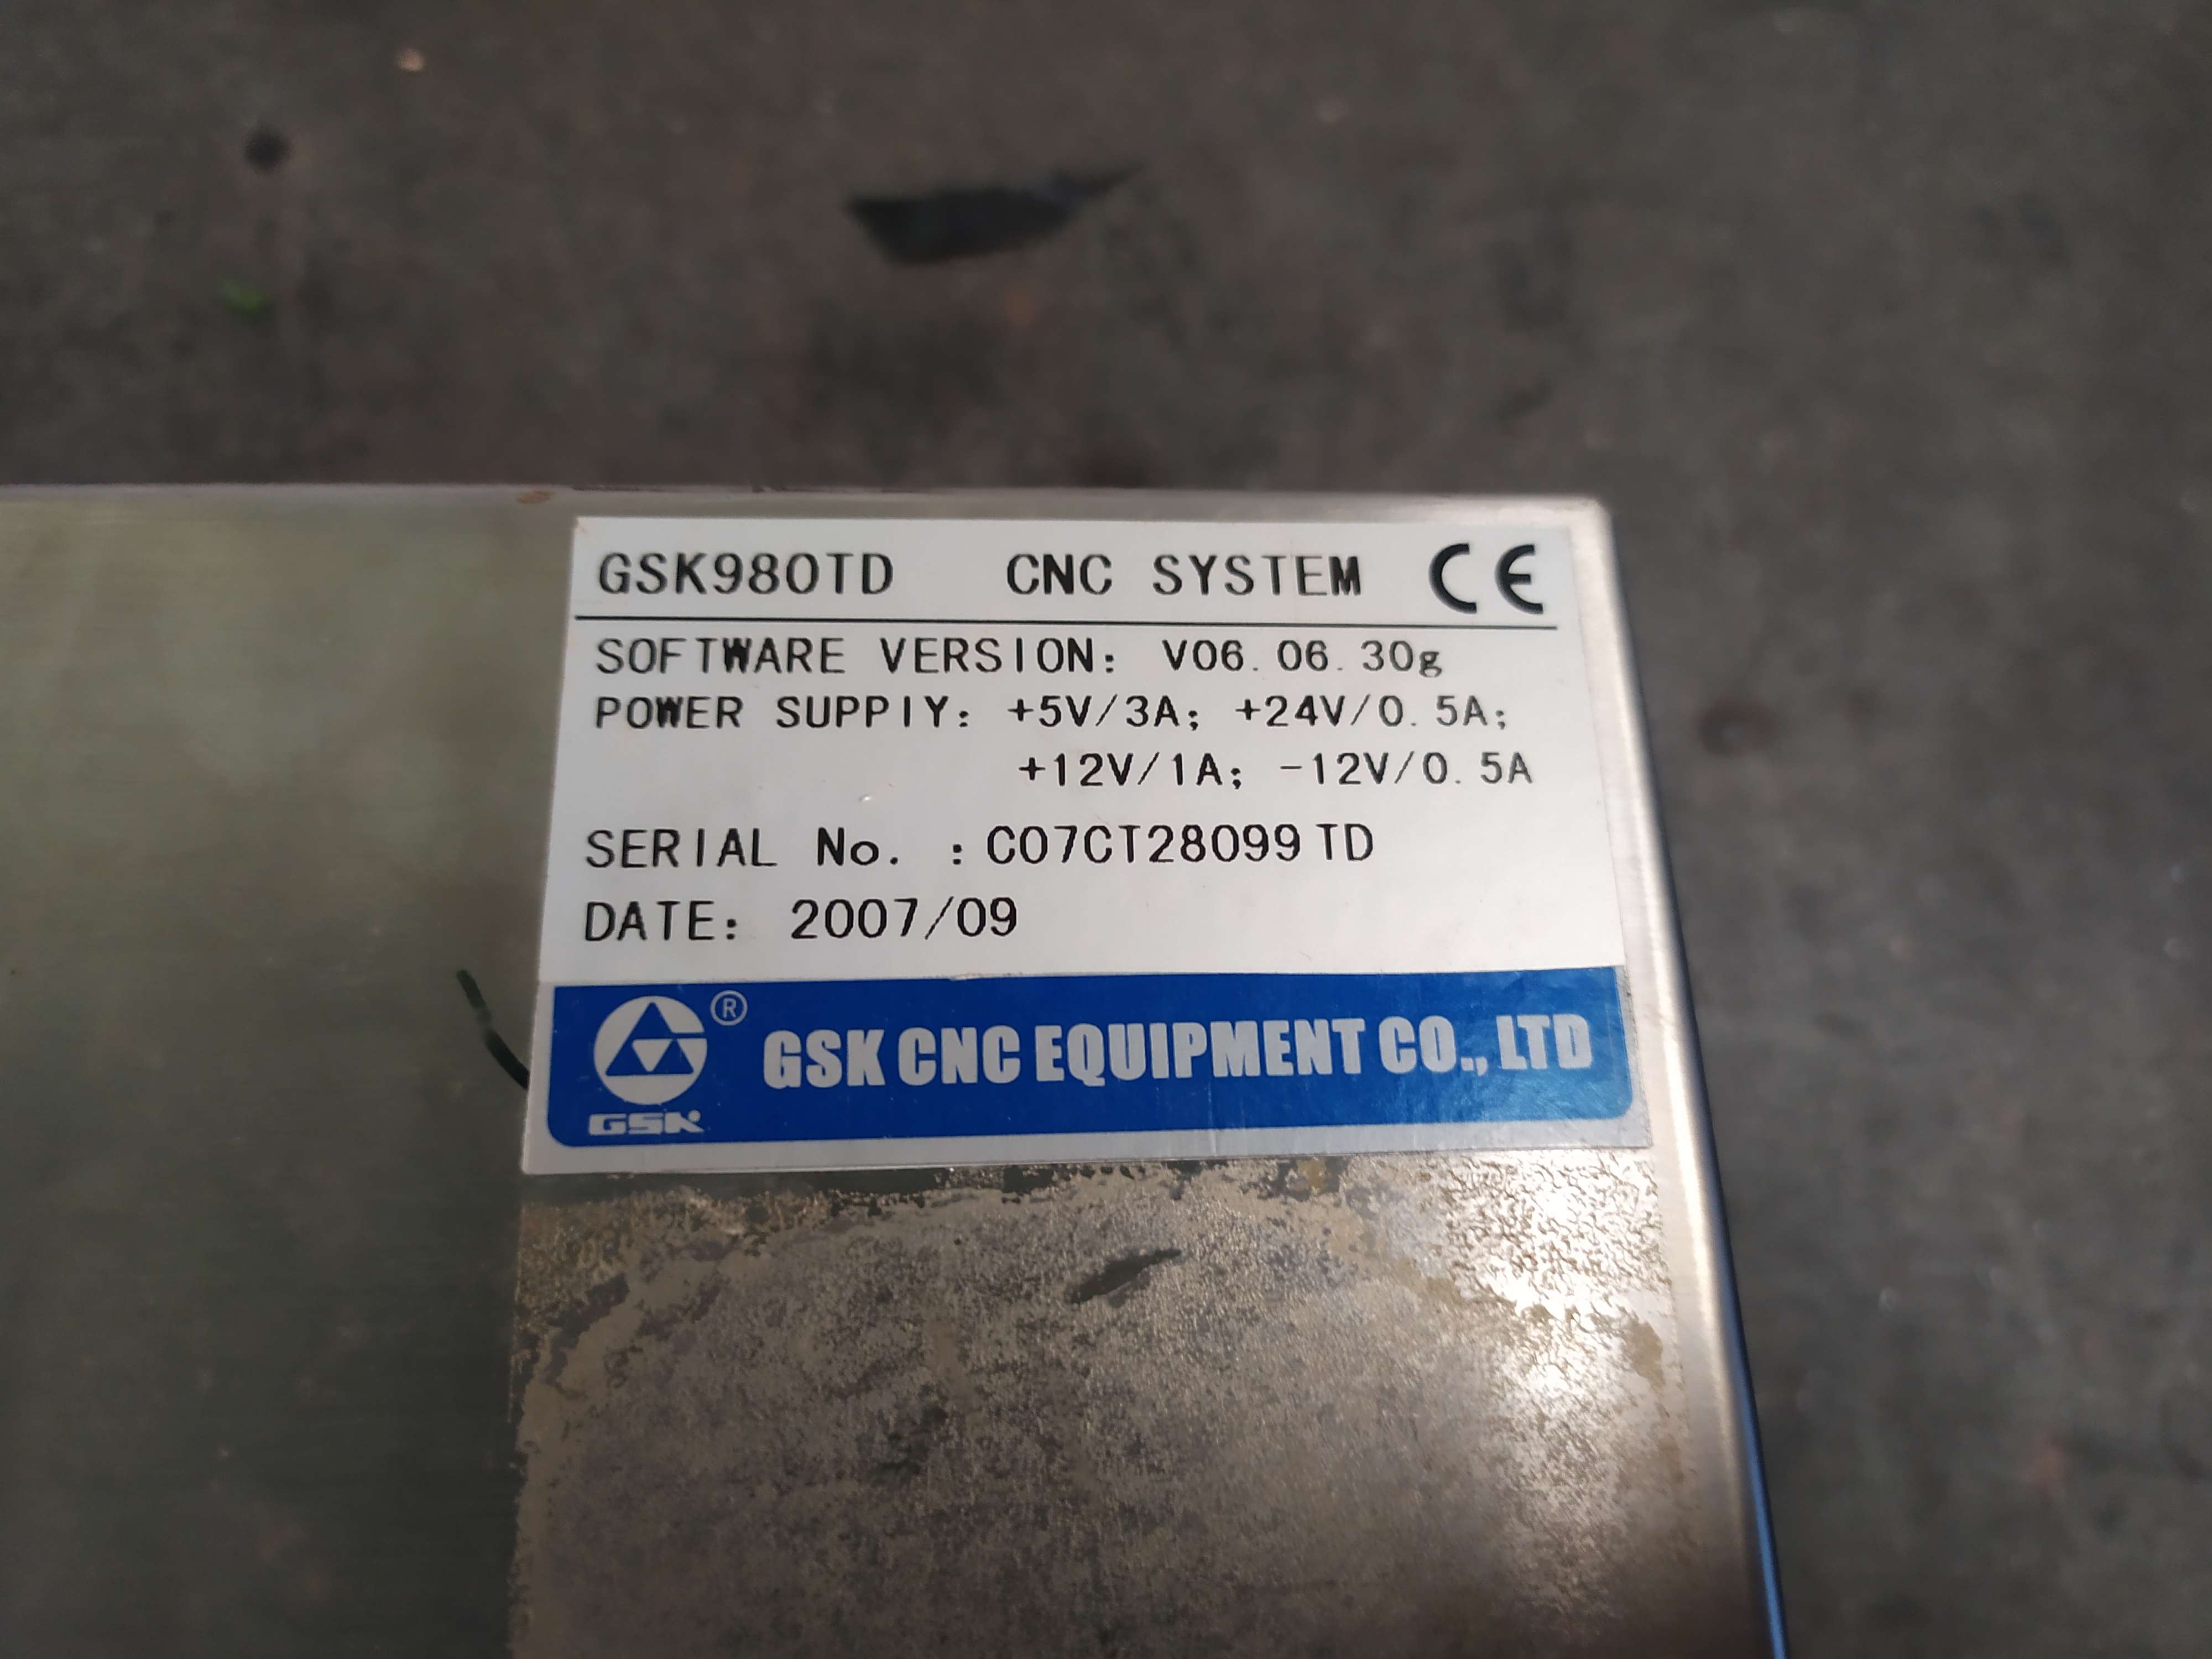 GSK980TD CNC SYSTEM CE
SOFTWARE VERSION: V06.06.30g
POWER SUPPIY: +5V/3A; +24V/0.5A;
+12V/1A; -12V/0.5A
SERIAL No. : C07CT28099 TD
DATE: 2007/09
® GSK CNC EQUIPMENT CO., LTD
GSK